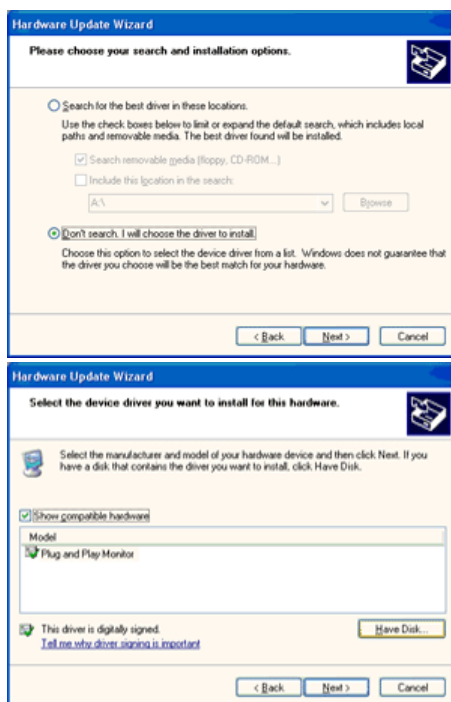 Hardware Update Wizard
Please choose your search and installation options.
Search for the best driver in these locations.
Use the check boxes below to limit or expand the default search, which includes local
paths and removable media. The best driver found will be installed.
Search removable media (floppy, CD-ROM...)
Include this location in the search:
A:\
Browse
Don't search. I will choose the driver to install.
Choose this option to select the device driver from a list. Windows does not guarantee that
the driver you choose will be the best match for your hardware.
< Back Next > Cancel
Hardware Update Wizard
Select the device driver you want to install for this hardware.
Select the manufacturer and model of your hardware device and then click Next. If you
have a disk that contains the driver you want to install, click Have Disk.
Show compatible hardware
Model
Plug and Play Monitor
This driver is digitally signed.
Have Disk...
Tell me why driver signing is important
< Back Next > Cancel